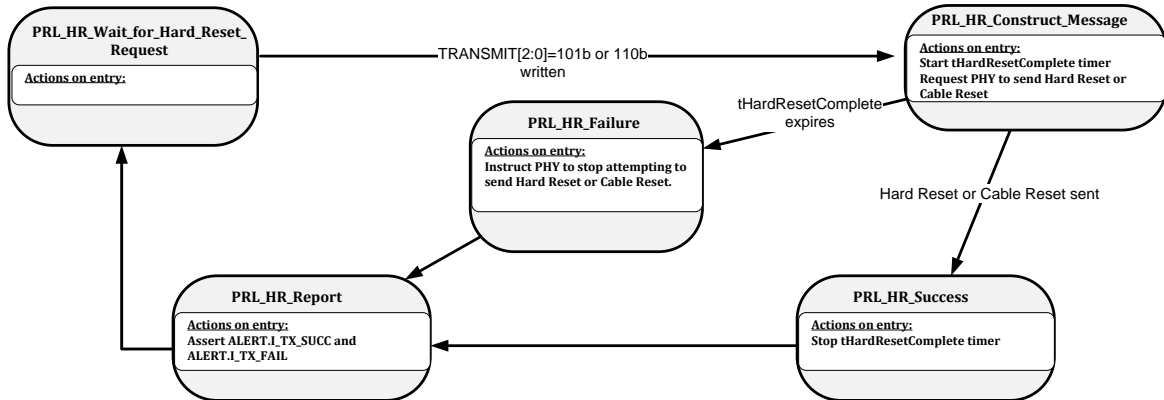 PRL_HR_Wait_for_Hard_Reset_
Request
Actions on entry:
TRANSMIT[2:0]=101b or 110b
written
PRL_HR_Construct_Message
Actions on entry:
Start tHardResetComplete timer
Request PHY to send Hard Reset or
Cable Reset
tHardResetComplete
expires
PRL_HR_Failure
Actions on entry:
Instruct PHY to stop attempting to
send Hard Reset or Cable Reset.
Hard Reset or Cable Reset sent
PRL_HR_Report
Actions on entry:
Assert ALERT.I_TX_SUCC and
ALERT.I_TX_FAIL
PRL_HR_Success
Actions on entry:
Stop tHardResetComplete timer